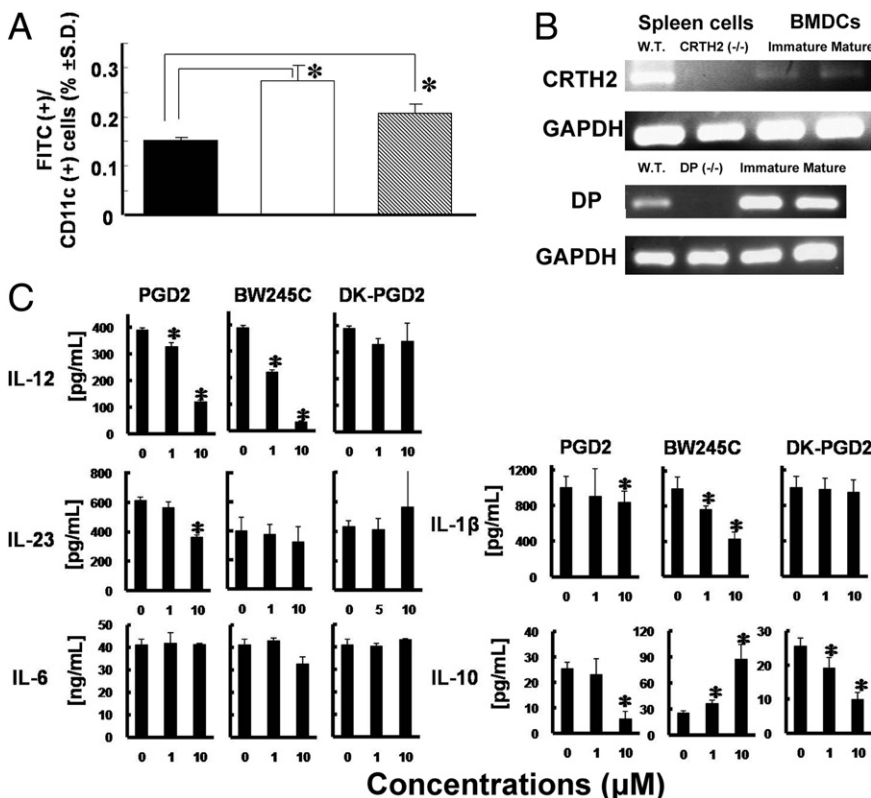 A
FITC (+)/
CD11c (+) cells (% ±S.D.)
0.3
0.2
0.1
0
*
*
B
Spleen cells BMDCs
W.T. CRTH2 (-/-) Immature Mature
CRTH2
GAPDH
W.T. DP (-/-) Immature Mature
DP
GAPDH
C
PGD2 BW245C DK-PGD2
IL-12
[pg/mL]
400
300
200
100
0
* * * *
0 1 10 0 1 10 0 1 10
IL-23
[pg/mL]
800
600
400
200
0
*
0 1 10 0 1 10 0 5 10
IL-6
[ng/mL]
50
40
30
20
10
0
0 1 10 0 1 10 0 1 10
PGD2 BW245C DK-PGD2
IL-1β
[pg/mL]
1200
800
400
0
* * *
0 1 10 0 1 10 0 1 10
IL-10
[pg/mL]
40
30
20
10
0
*
120
90
60
30
0
* *
30
20
10
0
* *
0 1 10 0 1 10 0 1 10
Concentrations (µM)